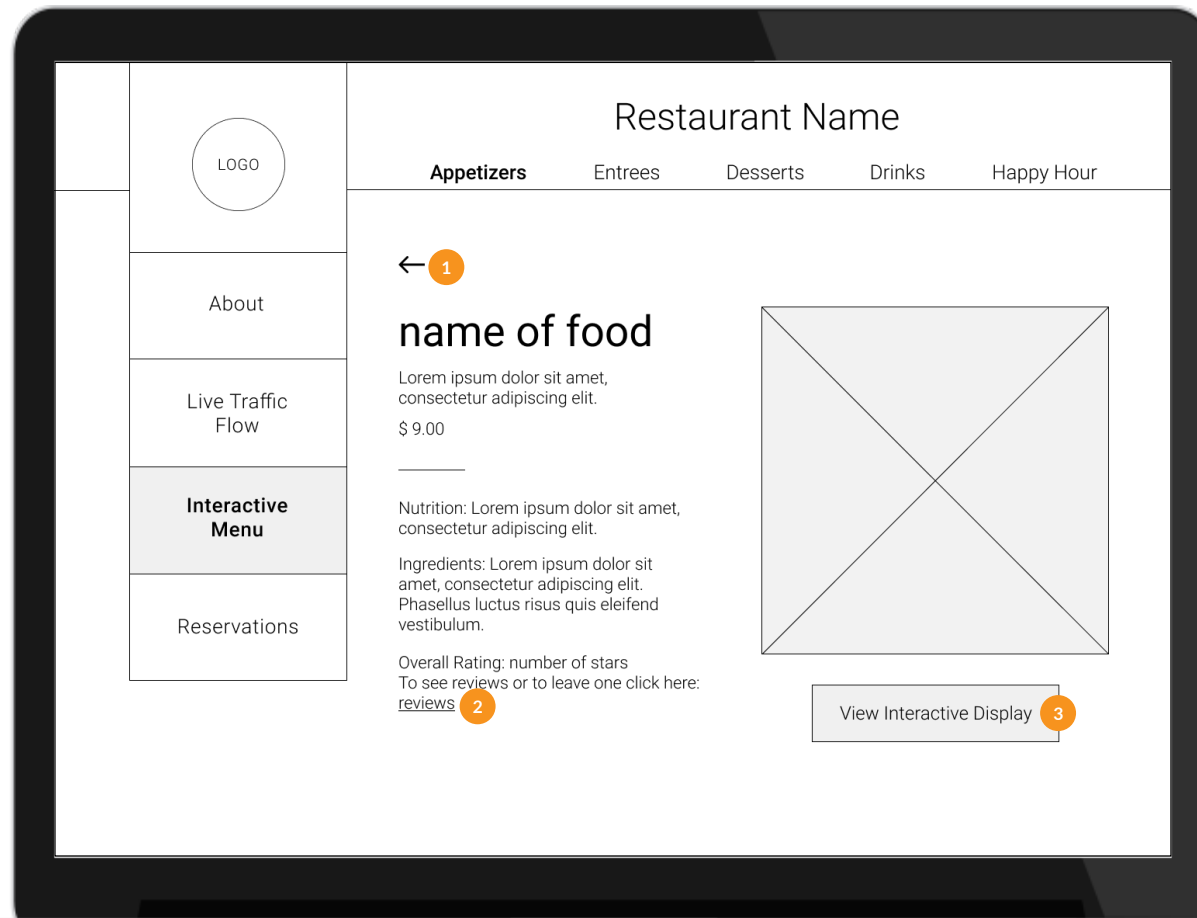 LOGO
Restaurant Name
Appetizers Entrees Desserts Drinks Happy Hour
About
Live Traffic
Flow
Interactive
Menu
Reservations
1
name of food
Lorem ipsum dolor sit amet,
consectetur adipiscing elit.
$ 9.00
Nutrition: Lorem ipsum dolor sit amet,
consectetur adipiscing elit.
Ingredients: Lorem ipsum dolor sit
amet, consectetur adipiscing elit.
Phasellus luctus risus quis eleifend
vestibulum.
Overall Rating: number of stars
To see reviews or to leave one click here:
reviews 2
View Interactive Display 3